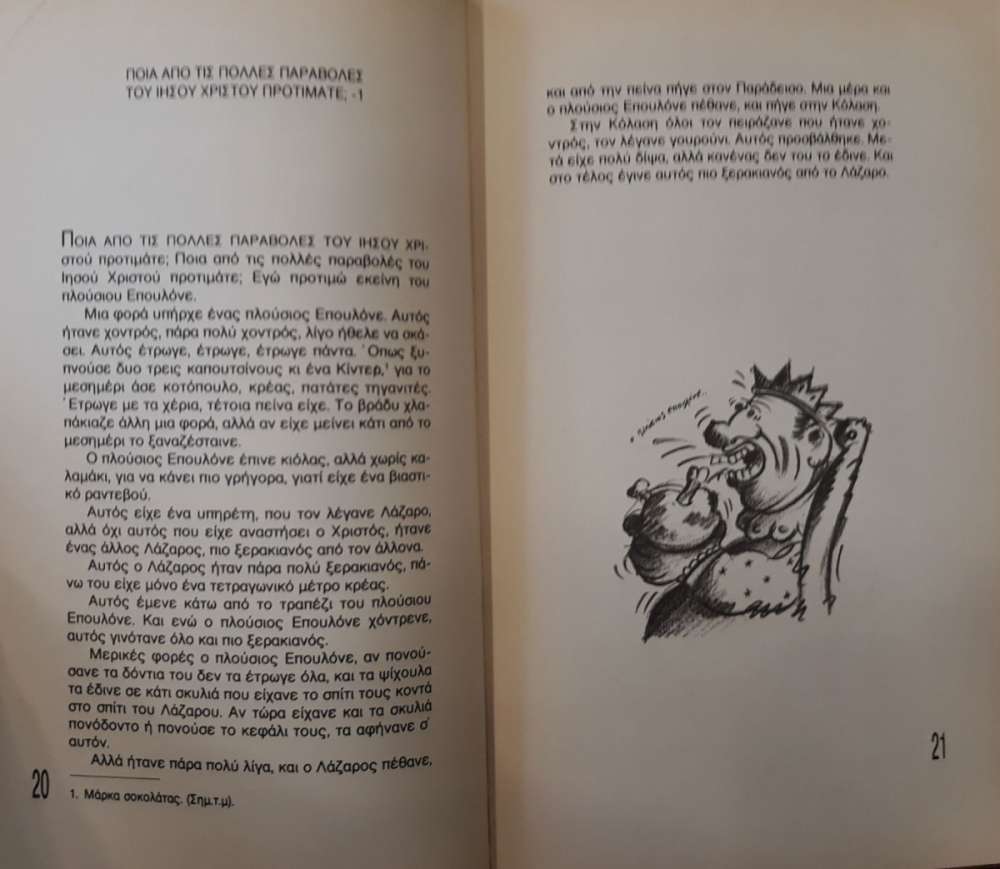 ΠΟΙΑ ΑΠΟ ΤΙΣ ΠΟΛΛΕΣ ΠΑΡΑΒΟΛΕΣ
ΤΟΥ ΙΗΣΟΥ ΧΡΙΣΤΟΥ ΠΡΟΤΙΜΑΤΕ; -1
ΠΟΙΑ ΑΠΟ ΤΙΣ ΠΟΛΛΕΣ ΠΑΡΑΒΟΛΕΣ ΤΟΥ ΙΗΣΟΥ ΧΡΙ-
στού προτιμάτε; Ποια από τις πολλές παραβολές του
Ιησού Χριστού προτιμάτε; Εγώ προτιμώ εκείνη του
πλούσιου Επουλόνε.
Μια φορά υπήρχε ένας πλούσιος Επουλόνε. Αυτός
ήτανε χοντρός, πάρα πολύ χοντρός, λίγο ήθελε να σκά-
σει. Αυτός έτρωγε, έτρωγε, έτρωγε πάντα. Όπως ξυ-
πνούσε δυο τρεις καπουτσίνους κι ένα Κίντερ,¹ για το
μεσημέρι άσε κοτόπουλο, κρέας, πατάτες τηγανιτές.
Έτρωγε με τα χέρια, τέτοια πείνα είχε. Το βράδυ χλα-
πάκιαζε άλλη μια φορά, αλλά αν είχε μείνει κάτι από το
μεσημέρι το ξαναζέσταινε.
Ο πλούσιος Επουλόνε έπινε κιόλας, αλλά χωρίς κα-
λαμάκι, για να κάνει πιο γρήγορα, γιατί είχε ένα βιαστι-
κό ραντεβού.
Αυτός είχε ένα υπηρέτη, που τον λέγανε Λάζαρο,
αλλά όχι αυτός που είχε αναστήσει ο Χριστός, ήτανε
ένας άλλος Λάζαρος, πιο ξερακιανός από τον άλλονα.
Αυτός ο Λάζαρος ήταν πάρα πολύ ξερακιανός, πά-
νω του είχε μόνο ένα τετραγωνικό μέτρο κρέας.
Αυτός έμενε κάτω από το τραπέζι του πλούσιου
Επουλόνε. Και ενώ ο πλούσιος Επουλόνε χόντρενε,
αυτός γινότανε όλο και πιο ξερακιανός.
Μερικές φορές ο πλούσιος Επουλόνε, αν πονού-
σανε τα δόντια του δεν τα έτρωγε όλα, και τα ψίχουλα
τα έδινε σε κάτι σκυλιά που είχανε το σπίτι τους κοντά
στο σπίτι του Λάζαρου. Αν τώρα είχανε και τα σκυλιά
πονόδοντο ή πονούσε το κεφάλι τους, τα αφήνανε σ'
αυτόν.
Αλλά ήτανε πάρα πολύ λίγα, και ο Λάζαρος πέθανε,
1. Μάρκα σοκολάτας. (Σημ.τ.μ).
20
και από την πείνα πήγε στον Παράδεισο. Μια μέρα και
ο πλούσιος Επουλόνε πέθανε, και πήγε στην Κόλαση.
Στην Κόλαση όλοι τον πειράζανε που ήτανε χο-
ντρός, τον λέγανε γουρούνι. Αυτός προσβάλθηκε. Με-
τά είχε πολύ δίψα, αλλά κανένας δεν του τα έδινε. Και
στο τέλος έγινε αυτός πιο ξερακιανός από το Λάζαρο.
ο πλούσιος επουλόνε..
21